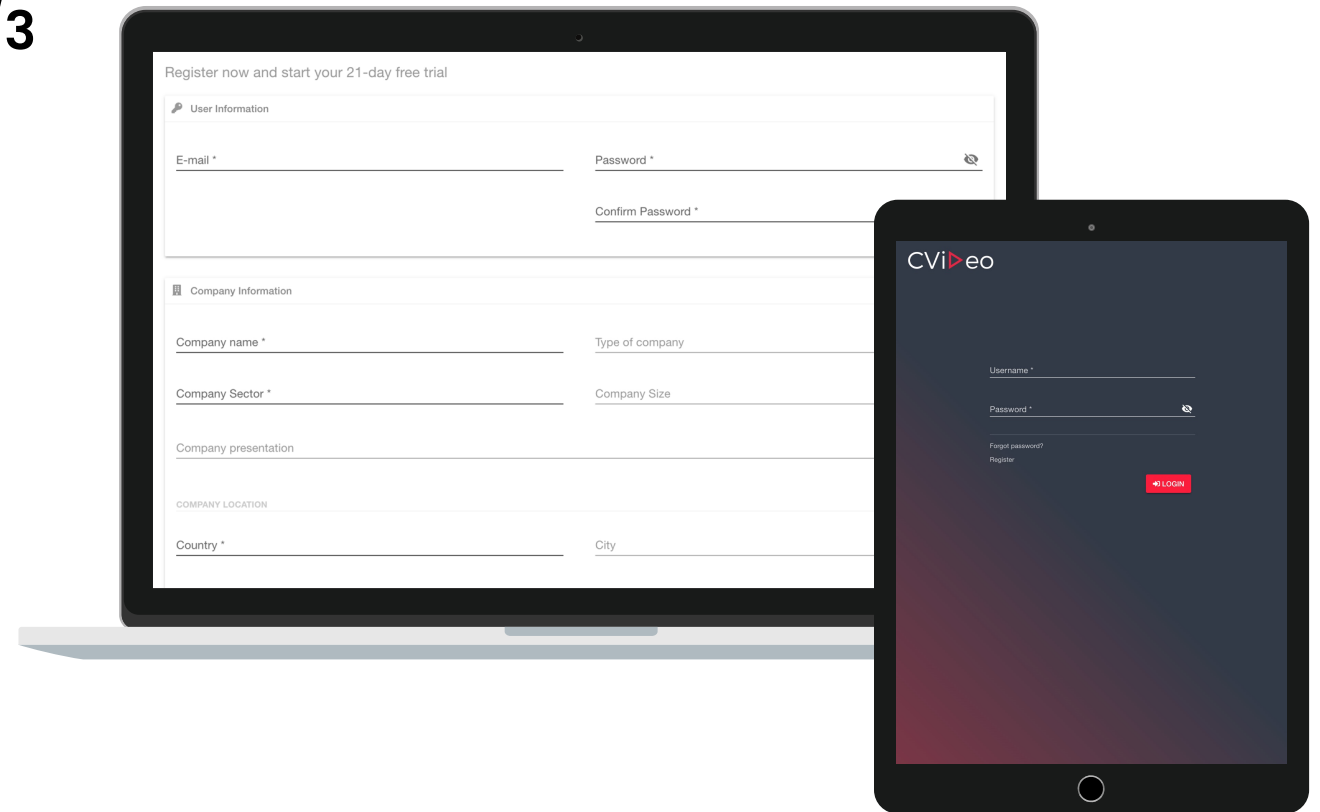 /3
Register now and start your 21-day free trial
User Information
E-mail *
Password *
Confirm Password *
Company Information
Company name *
Type of company
Company Sector *
Company Size
Company presentation
COMPANY LOCATION
Country *
City
CViDeo
Username *
Password *
Forgot password?
Register
LOGIN